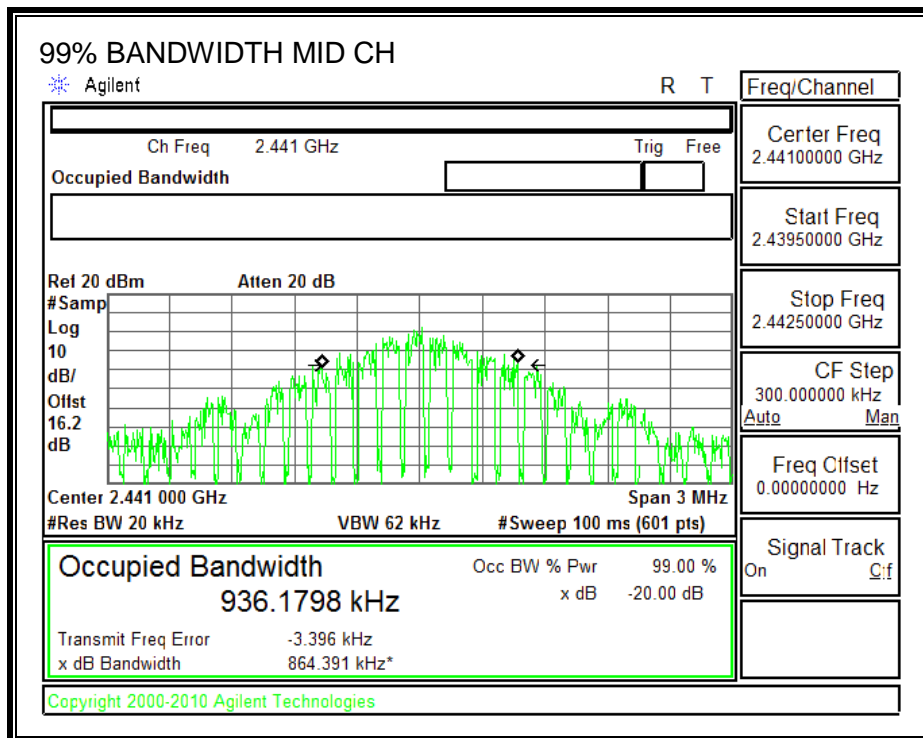 99% BANDWIDTH MID CH
Agilent R T
Freq/Channel
Ch Freq 2.441 GHz Trig Free
Occupied Bandwidth
Center Freq
2.44100000 GHz
Start Freq
2.43950000 GHz
Stop Freq
2.44250000 GHz
CF Step
300.000000 kHz
Auto Man
Freq Offset
0.00000000 Hz
Signal Track
On Off
Ref 20 dBm Atten 20 dB
#Samp
Log
10
dB/
Offst
16.2
dB
Center 2.441 000 GHz Span 3 MHz
#Res BW 20 kHz VBW 62 kHz #Sweep 100 ms (601 pts)
Occupied Bandwidth
936.1798 kHz
Occ BW % Pwr 99.00 %
x dB -20.00 dB
Transmit Freq Error -3.396 kHz
x dB Bandwidth 864.391 kHz*
Copyright 2000-2010 Agilent Technologies